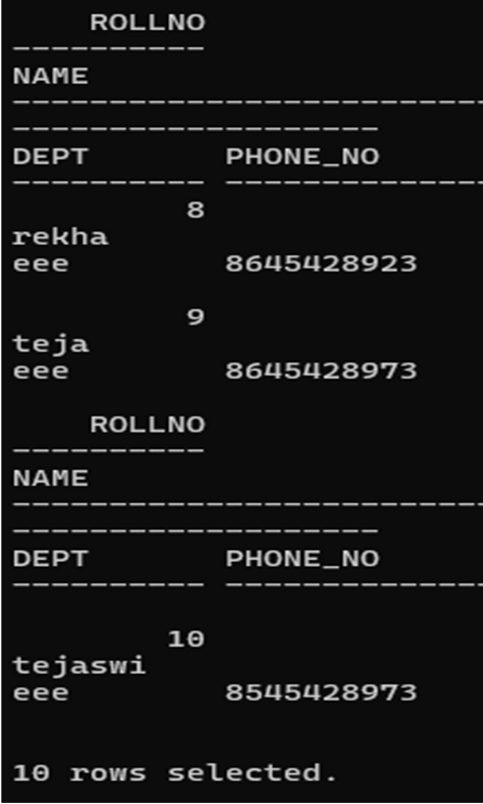 ROLLNO
----------
NAME
-------------------------
-------------------
DEPT PHONE_NO
---------- --------------
8
rekha
eee 8645428923
9
teja
eee 8645428973
ROLLNO
----------
NAME
-------------------------
-------------------
DEPT PHONE_NO
---------- --------------
10
tejaswi
eee 8545428973
10 rows selected.